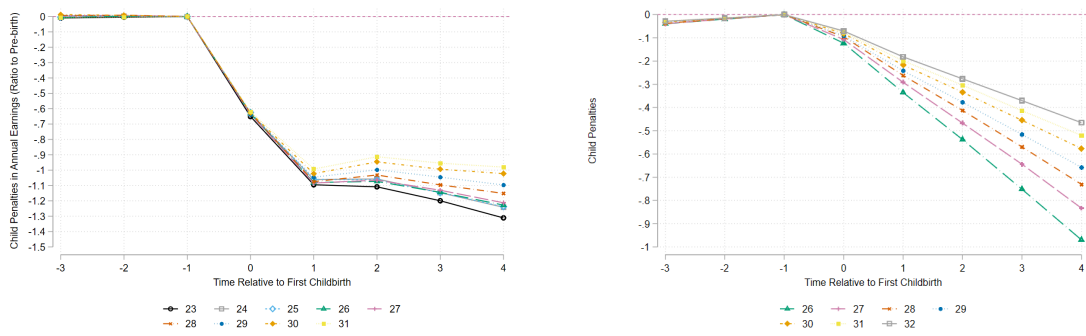 Child Penalties in Annual Earnings (Ratio to Pre-birth)
0
-.1
-.2
-.3
-.4
-.5
-.6
-.7
-.8
-.9
-1
-1.1
-1.2
-1.3
-1.4
-1.5
-3 -2 -1 0 1 2 3 4
Time Relative to First Childbirth
23 24 25 26 27
28 29 30 31
Child Penalties
0
-.1
-.2
-.3
-.4
-.5
-.6
-.7
-.8
-.9
-1
-3 -2 -1 0 1 2 3 4
Time Relative to First Childbirth
26 27 28 29
30 31 32